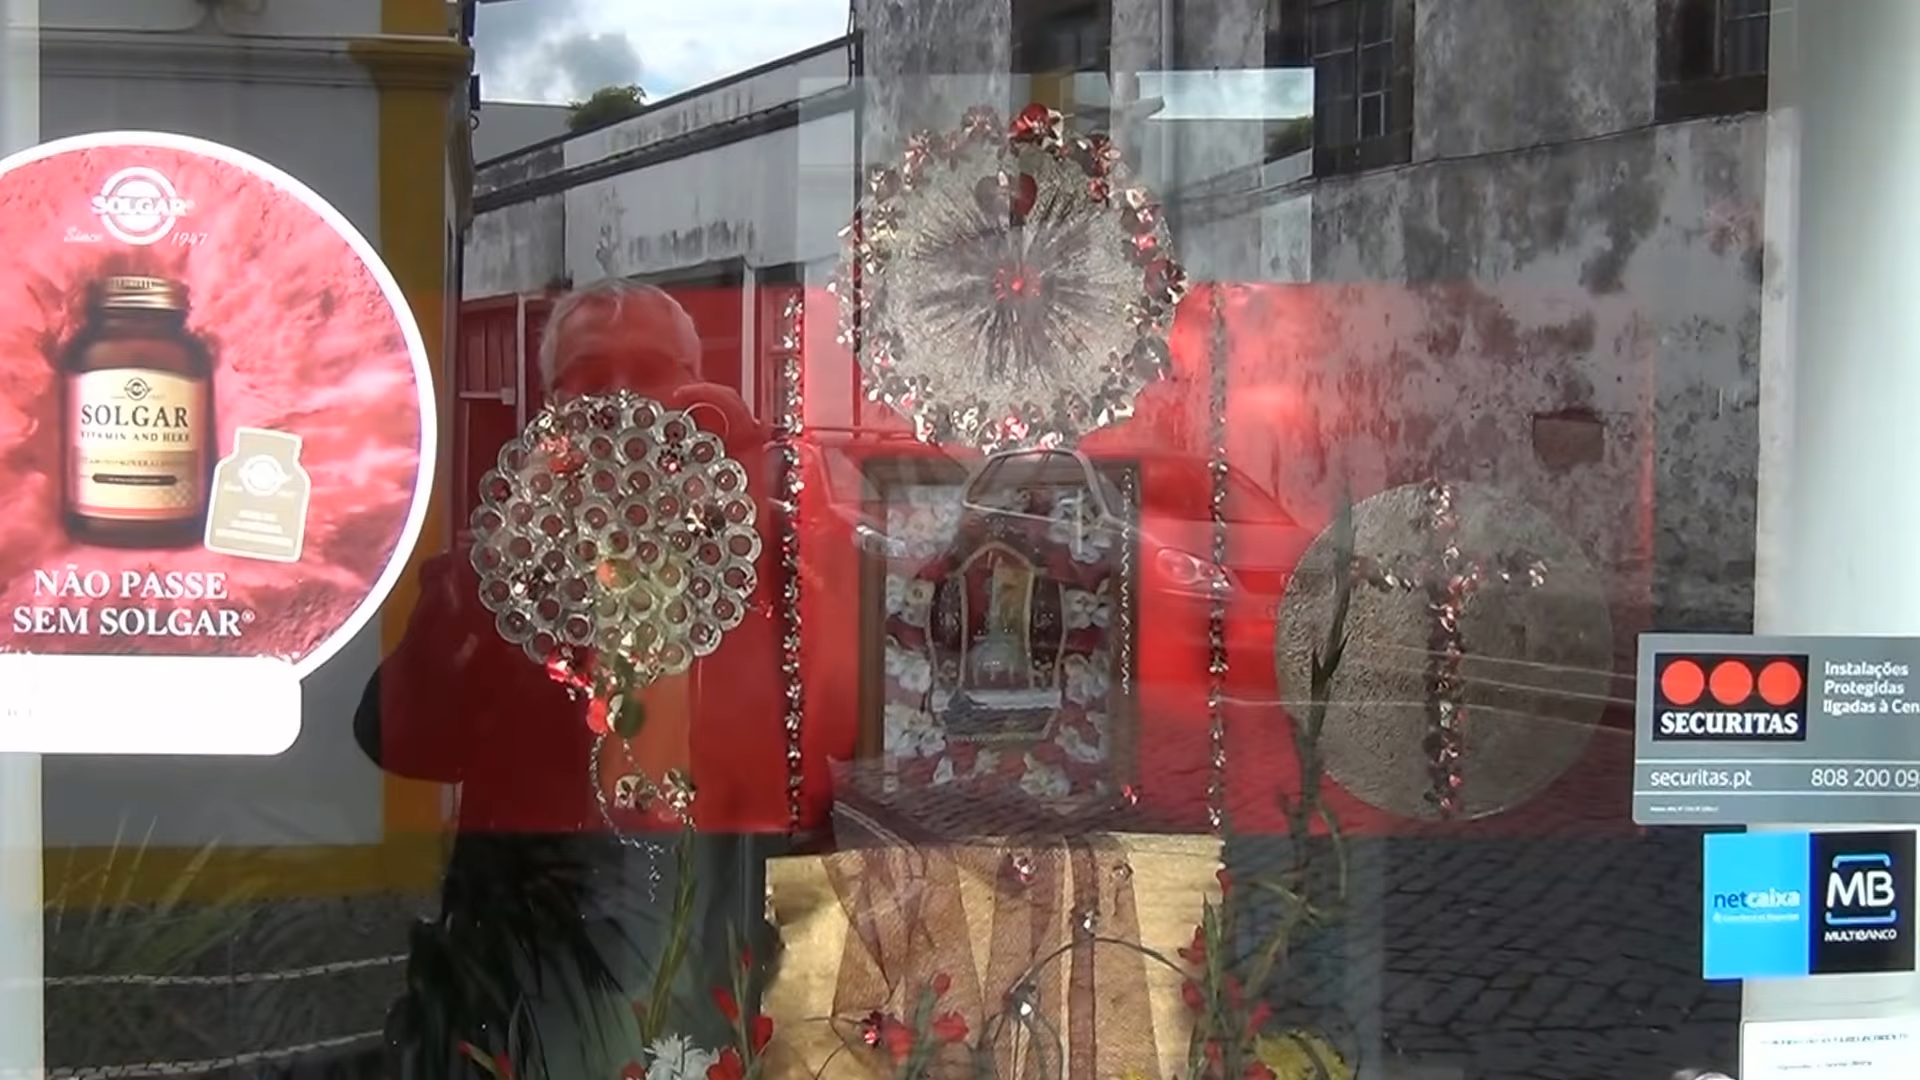 SOLGAR®
Since 1947
SOLGAR
VITAMIN AND HERB
NÃO PASSE
SEM SOLGAR®
SECURITAS
Instalações
Protegidas
ligadas à Cen
securitas.pt 808 200 09
netcaixa
MB
MULTIBANCO